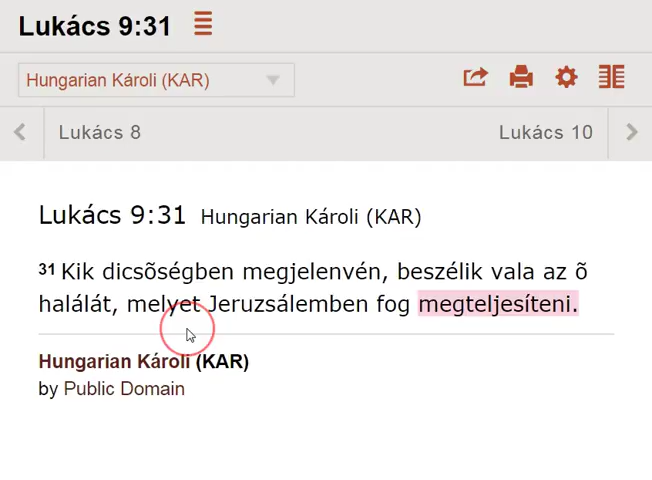 Lukács 9:31
Hungarian Károli (KAR)
Lukács 8
Lukács 10
Lukács 9:31 Hungarian Károli (KAR)
31 Kik dicsõségben megjelenvén, beszélik vala az õ
halálát, melyet Jeruzsálemben fog megteljesíteni.
Hungarian Károli (KAR)
by Public Domain